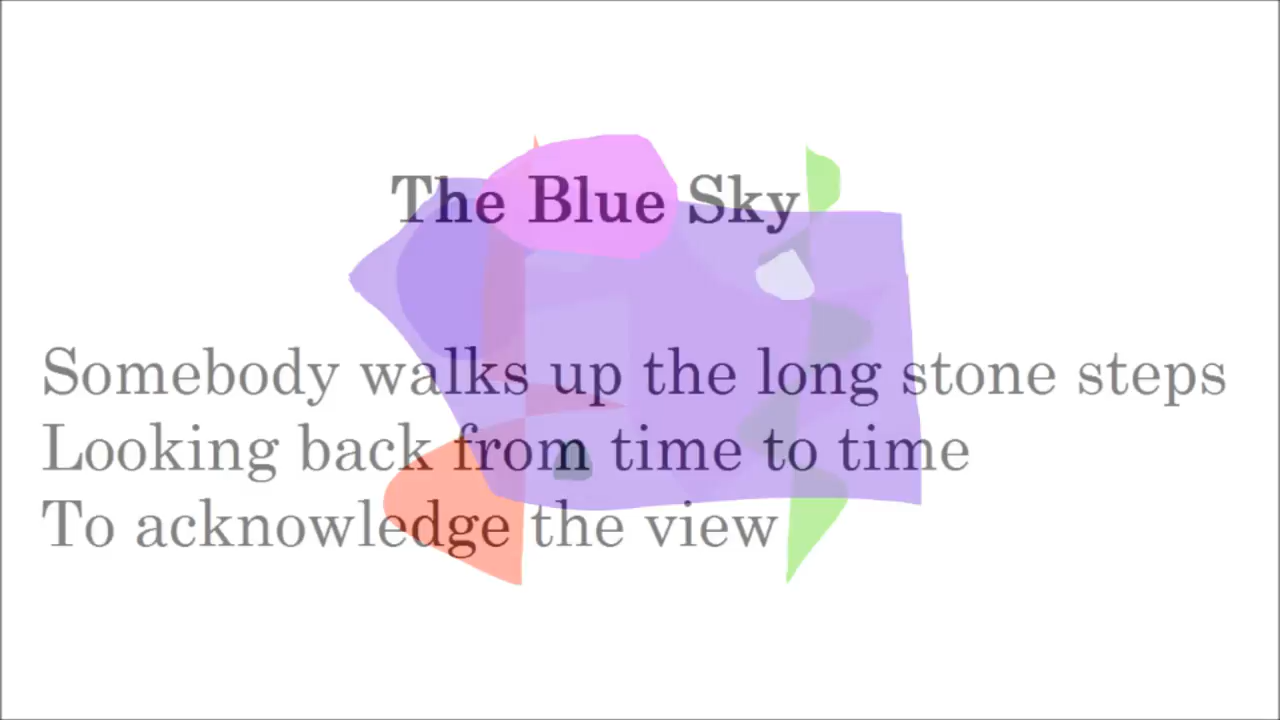 The Blue Sky
Somebody walks up the long stone steps
Looking back from time to time
To acknowledge the view